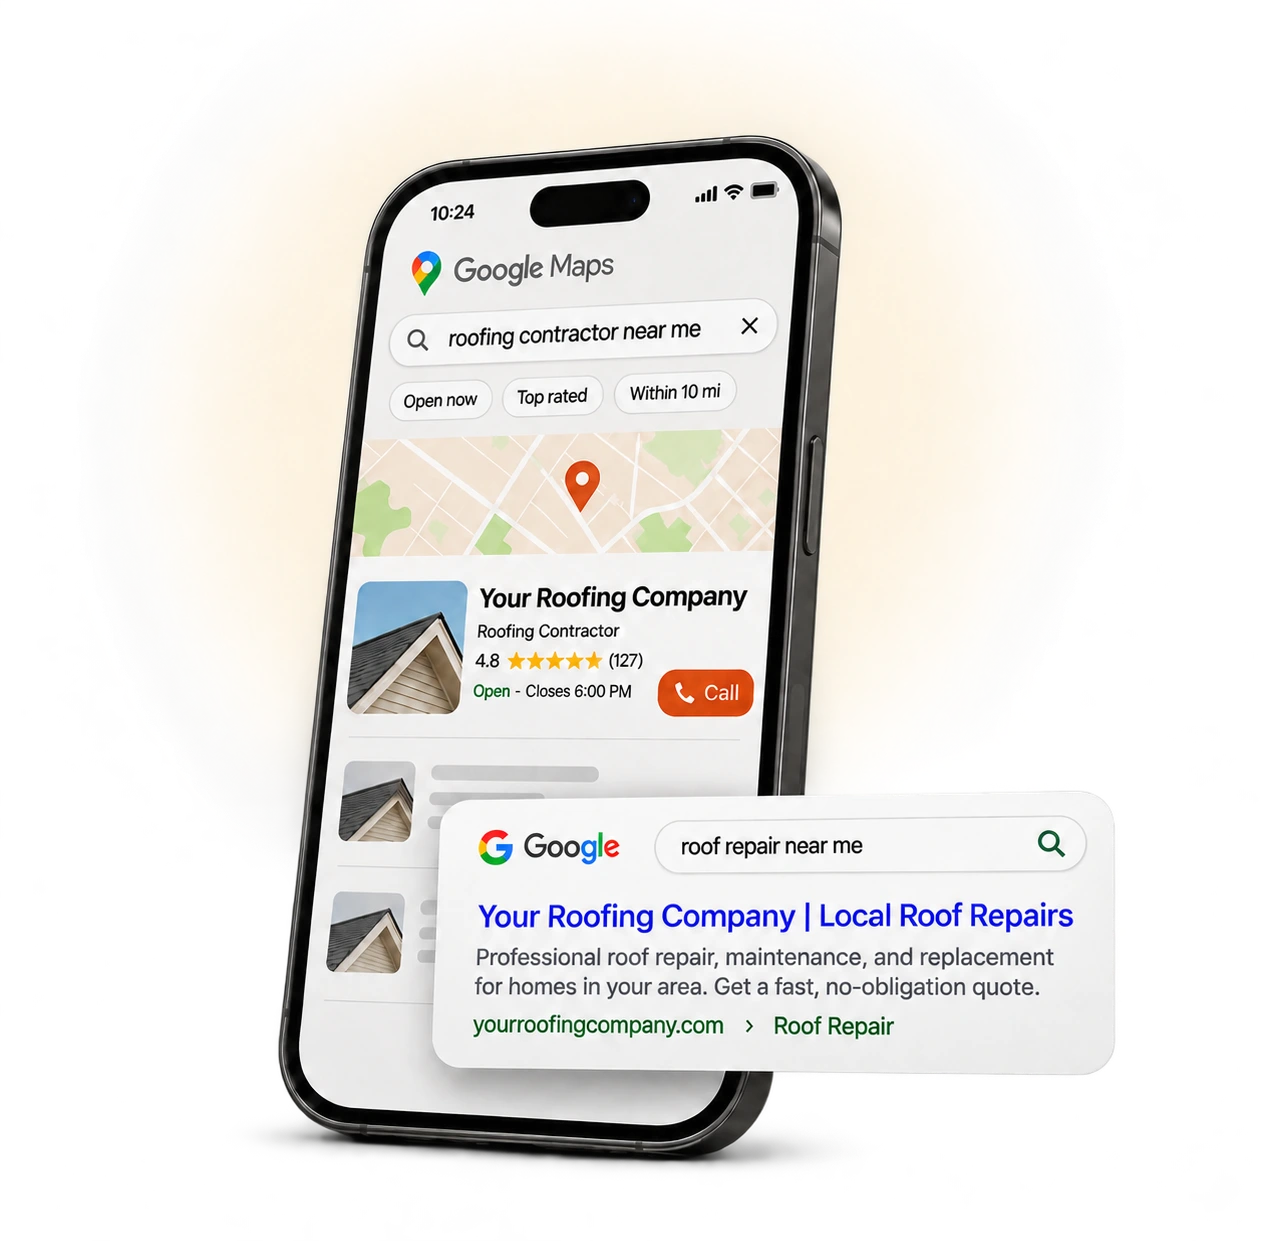 10:24
Google Maps
roofing contractor near me
Open now
Top rated
Within 10 mi
Your Roofing Company
Roofing Contractor
4.8 (127)
Open - Closes 6:00 PM
Call
Google
roof repair near me
Your Roofing Company | Local Roof Repairs
Professional roof repair, maintenance, and replacement
for homes in your area. Get a fast, no-obligation quote.
yourroofingcompany.com › Roof Repair